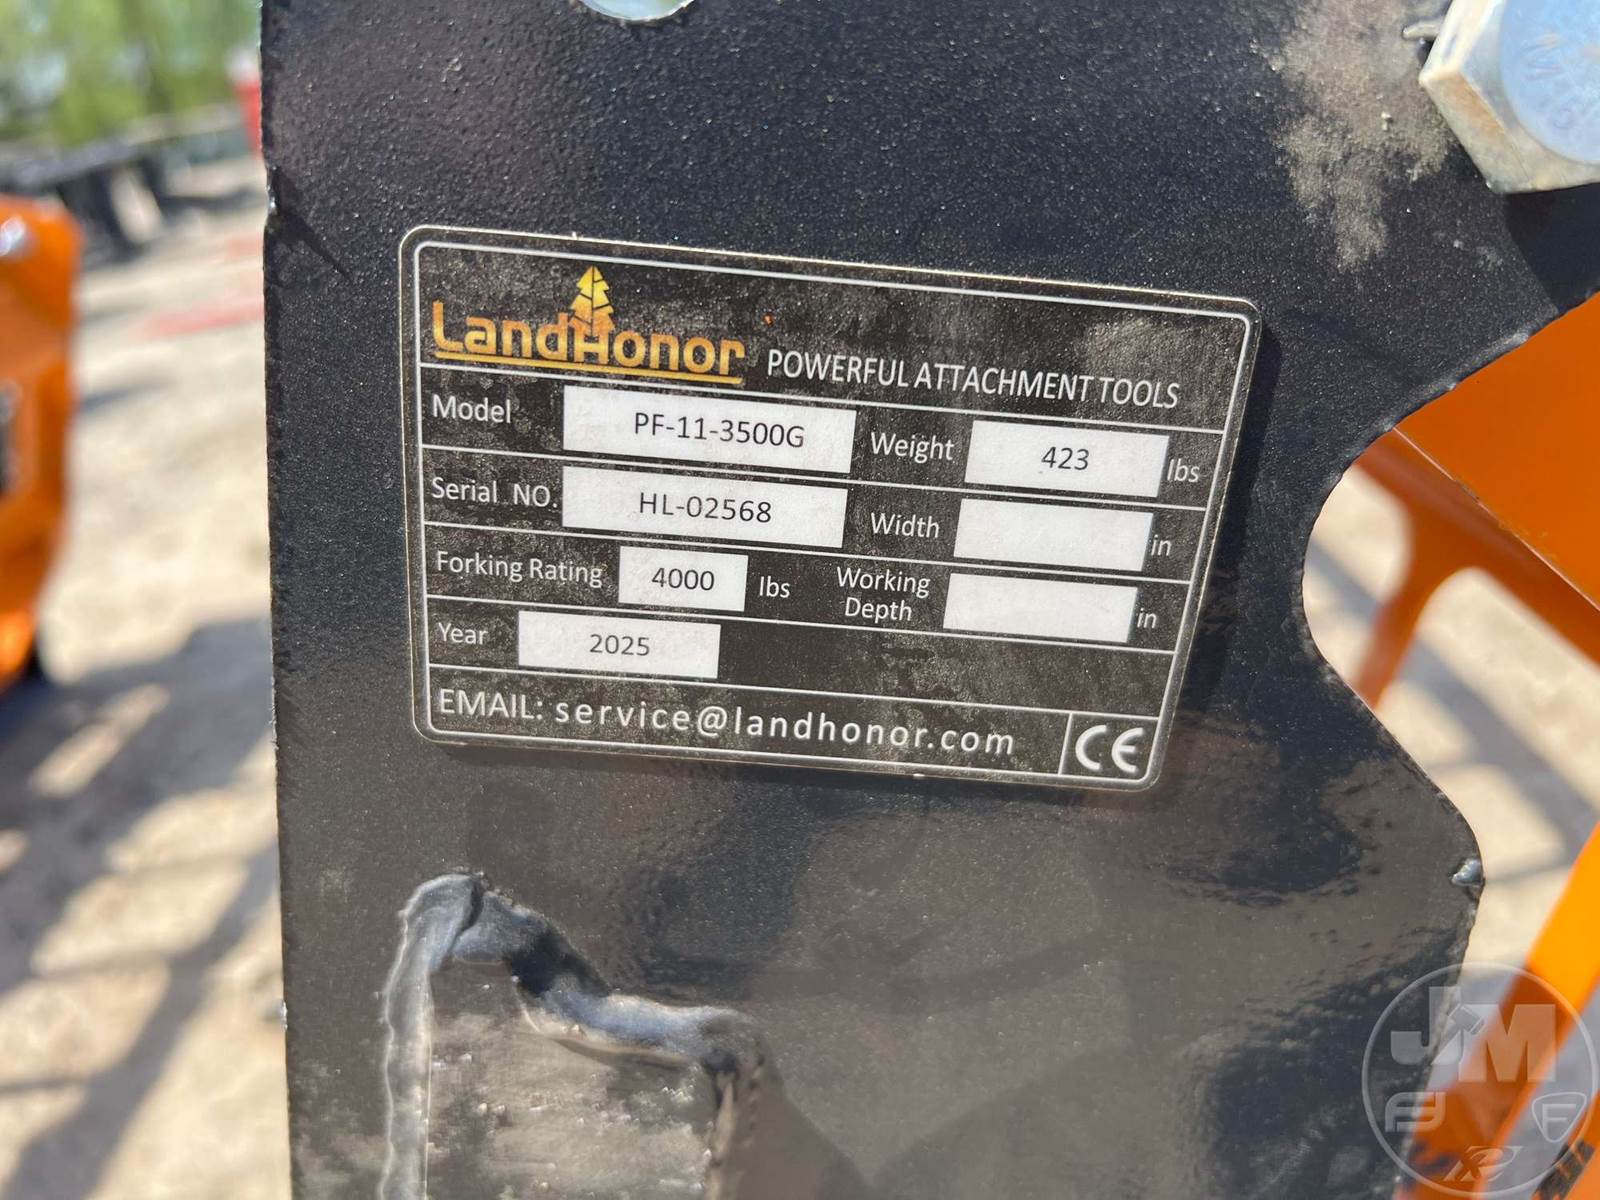 LandHonor POWERFUL ATTACHMENT TOOLS
Model PF-11-3500G Weight 423 lbs
Serial NO. HL-02568 Width in
Forking Rating 4000 lbs Working Depth in
Year 2025
EMAIL: service@landhonor.com CE
JM